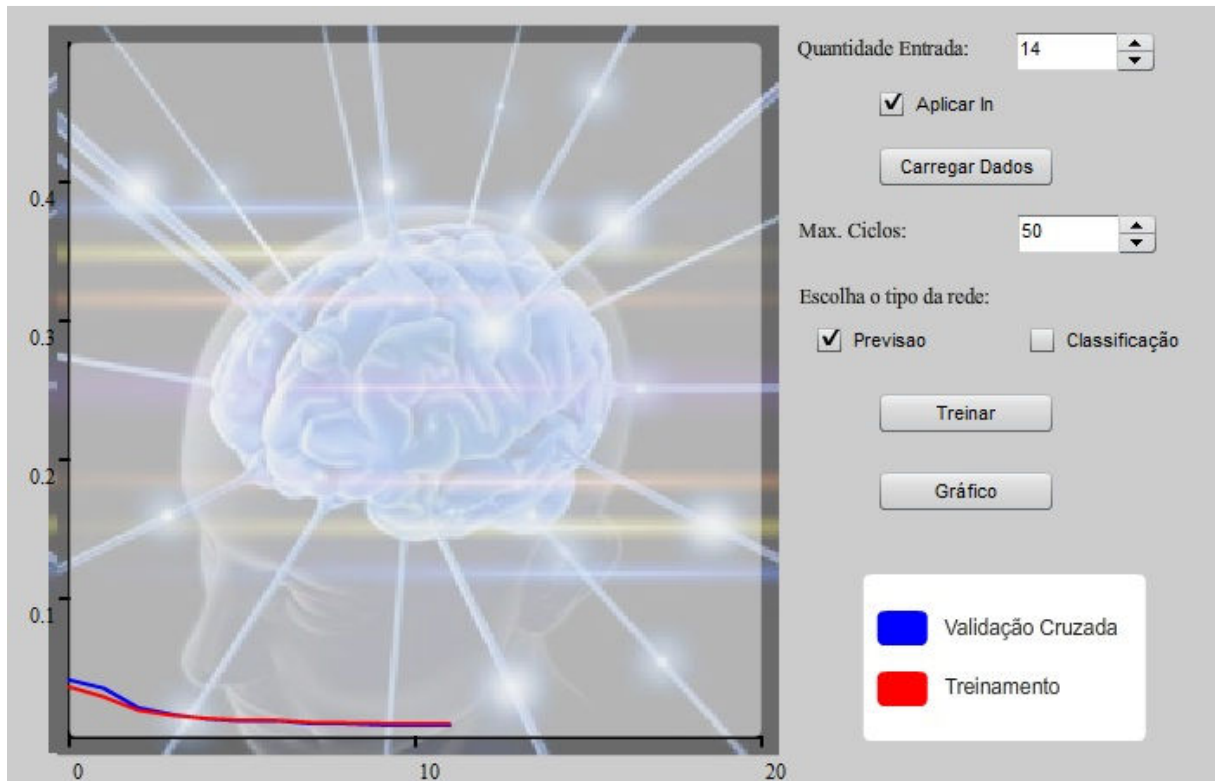 Quantidade Entrada: 14
Aplicar ln
Carregar Dados
Max. Ciclos: 50
Escolha o tipo da rede:
Previsao Classificação
Treinar
Gráfico
Validação Cruzada
Treinamento
0.4
0.3
0.2
0.1
0 10 20